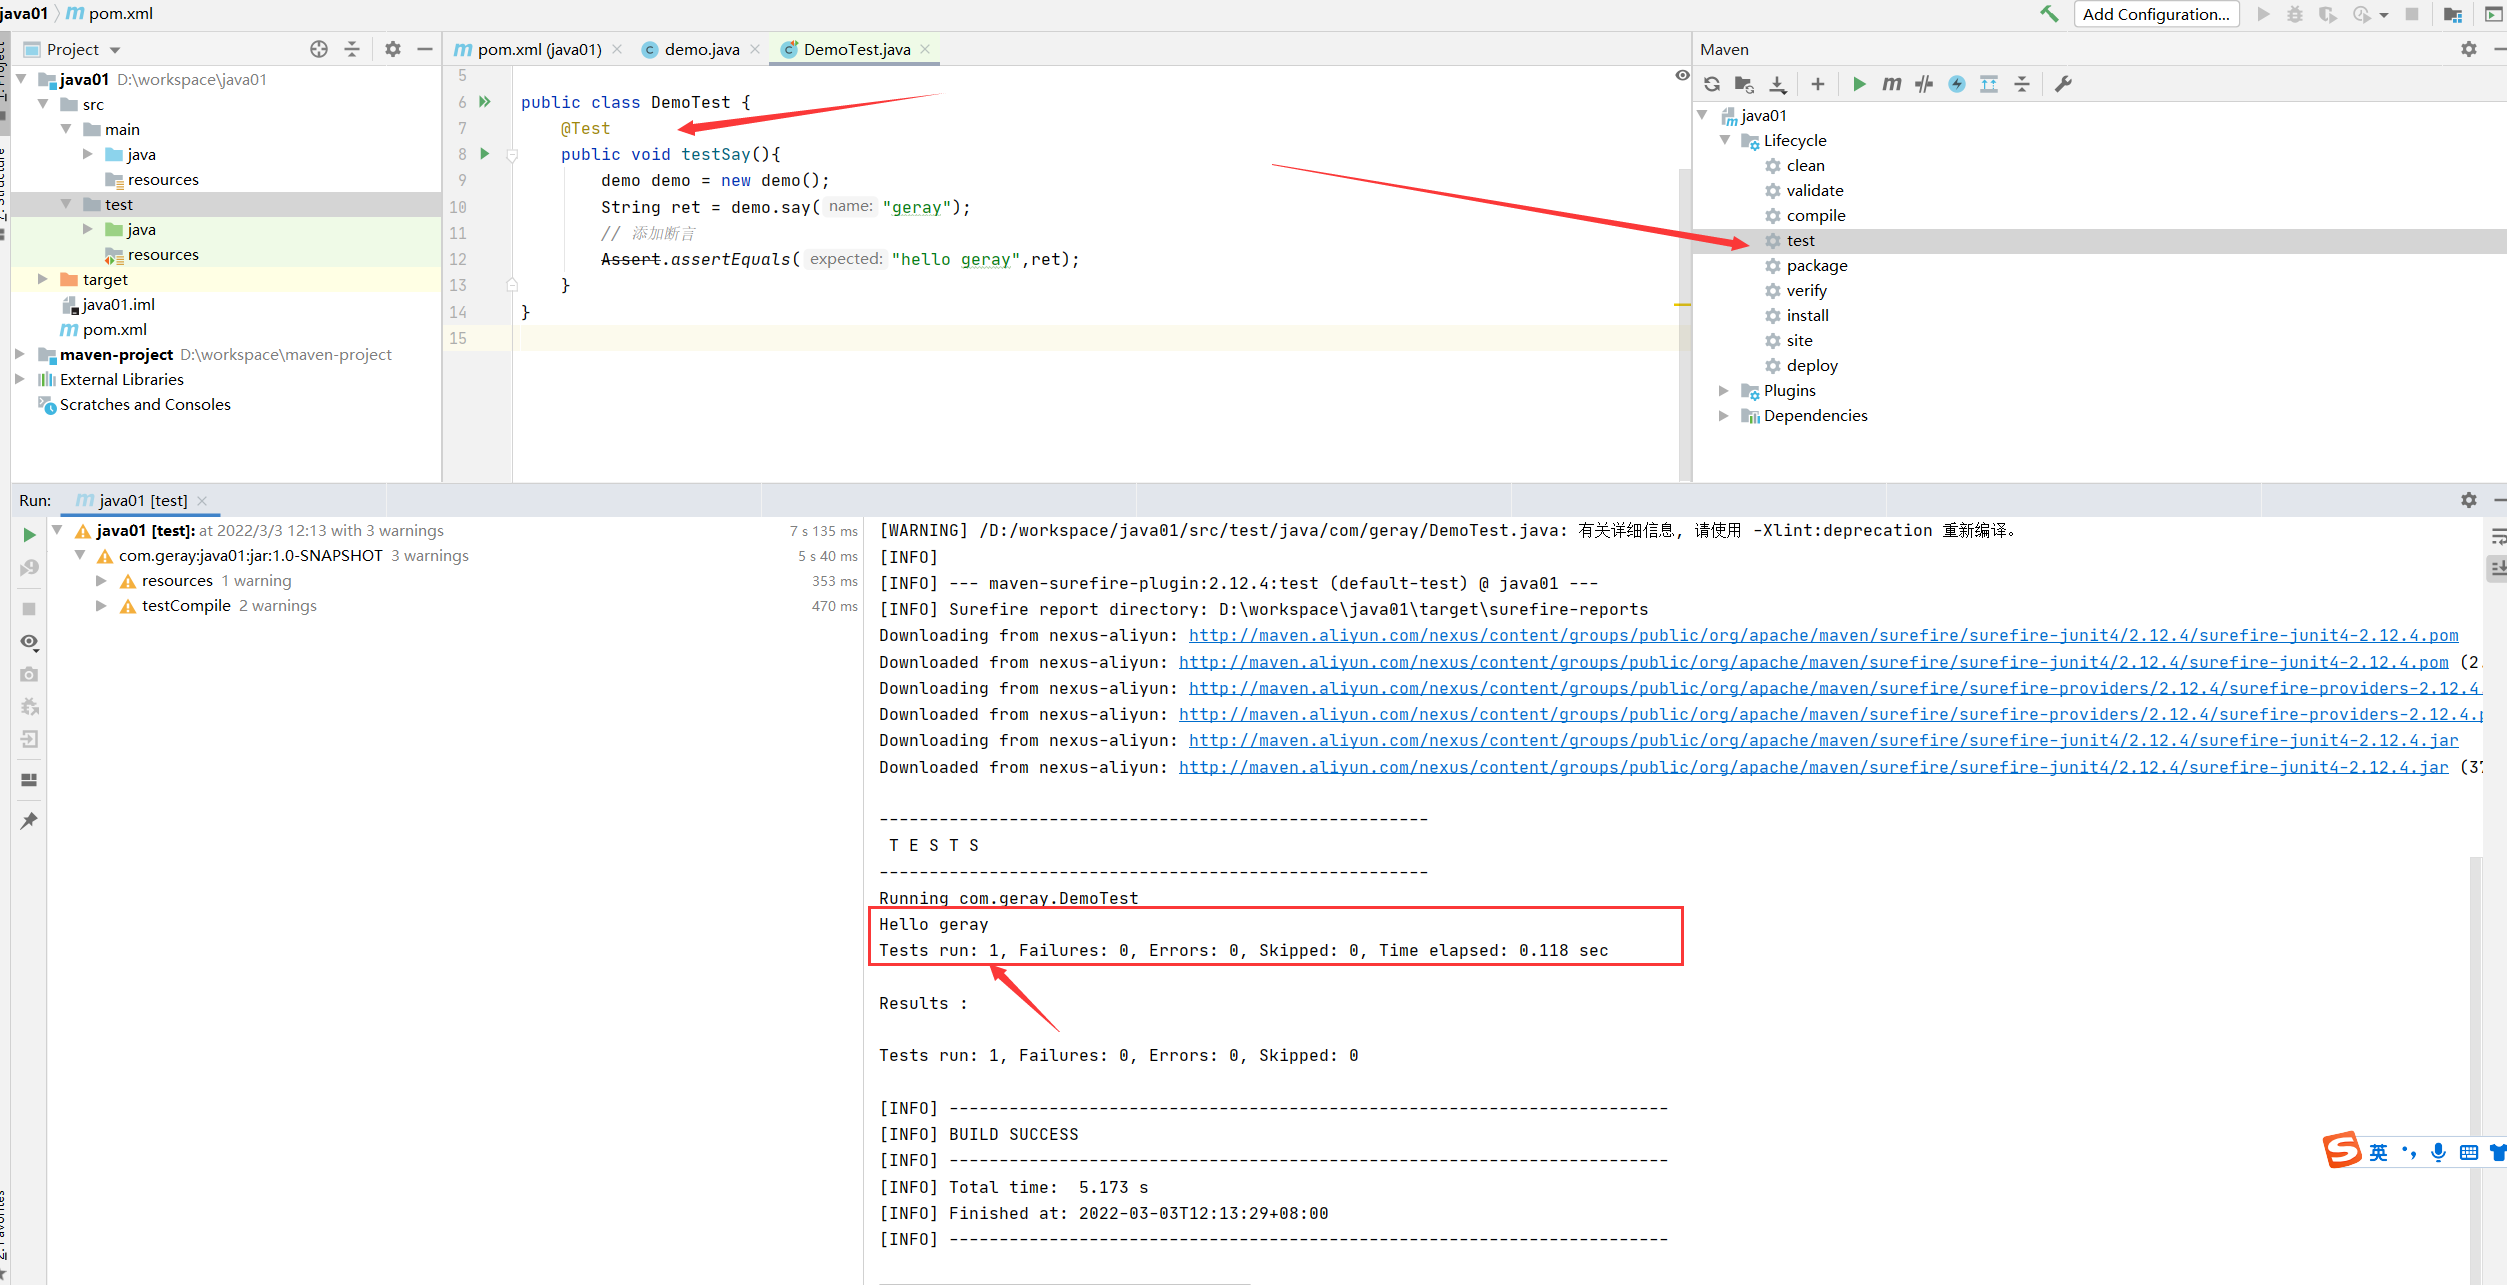 java01 pom.xml
Add Configuration...
Project
java01 D:\workspace\java01
src
main
java
resources
test
java
resources
target
java01.iml
pom.xml
maven-project D:\workspace\maven-project
External Libraries
Scratches and Consoles
pom.xml (java01)
demo.java
DemoTest.java
5
6 public class DemoTest {
7 @Test
8 public void testSay(){
9 demo demo = new demo();
10 String ret = demo.say( name: "geray");
11 // 添加断言
12 Assert.assertEquals( expected: "hello geray",ret);
13 }
14 }
15
Maven
java01
Lifecycle
clean
validate
compile
test
package
verify
install
site
deploy
Plugins
Dependencies
Run: java01 [test]
java01 [test]: at 2022/3/3 12:13 with 3 warnings 7 s 135 ms
com.geray:java01:jar:1.0-SNAPSHOT 3 warnings 5 s 40 ms
resources 1 warning 353 ms
testCompile 2 warnings 470 ms
[WARNING] /D:/workspace/java01/src/test/java/com/geray/DemoTest.java: 有关详细信息, 请使用 -Xlint:deprecation 重新编译。
[INFO]
[INFO] --- maven-surefire-plugin:2.12.4:test (default-test) @ java01 ---
[INFO] Surefire report directory: D:\workspace\java01\target\surefire-reports
Downloading from nexus-aliyun: http://maven.aliyun.com/nexus/content/groups/public/org/apache/maven/surefire/surefire-junit4/2.12.4/surefire-junit4-2.12.4.pom
Downloaded from nexus-aliyun: http://maven.aliyun.com/nexus/content/groups/public/org/apache/maven/surefire/surefire-junit4/2.12.4/surefire-junit4-2.12.4.pom (2.
Downloading from nexus-aliyun: http://maven.aliyun.com/nexus/content/groups/public/org/apache/maven/surefire/surefire-providers/2.12.4/surefire-providers-2.12.4.
Downloaded from nexus-aliyun: http://maven.aliyun.com/nexus/content/groups/public/org/apache/maven/surefire/surefire-providers/2.12.4/surefire-providers-2.12.4.p
Downloading from nexus-aliyun: http://maven.aliyun.com/nexus/content/groups/public/org/apache/maven/surefire/surefire-junit4/2.12.4/surefire-junit4-2.12.4.jar
Downloaded from nexus-aliyun: http://maven.aliyun.com/nexus/content/groups/public/org/apache/maven/surefire/surefire-junit4/2.12.4/surefire-junit4-2.12.4.jar (37
-------------------------------------------------------
T E S T S
-------------------------------------------------------
Running com.geray.DemoTest
Hello geray
Tests run: 1, Failures: 0, Errors: 0, Skipped: 0, Time elapsed: 0.118 sec
Results :
Tests run: 1, Failures: 0, Errors: 0, Skipped: 0
[INFO] ------------------------------------------------------------------------
[INFO] BUILD SUCCESS
[INFO] ------------------------------------------------------------------------
[INFO] Total time:  5.173 s
[INFO] Finished at: 2022-03-03T12:13:29+08:00
[INFO] ------------------------------------------------------------------------
英